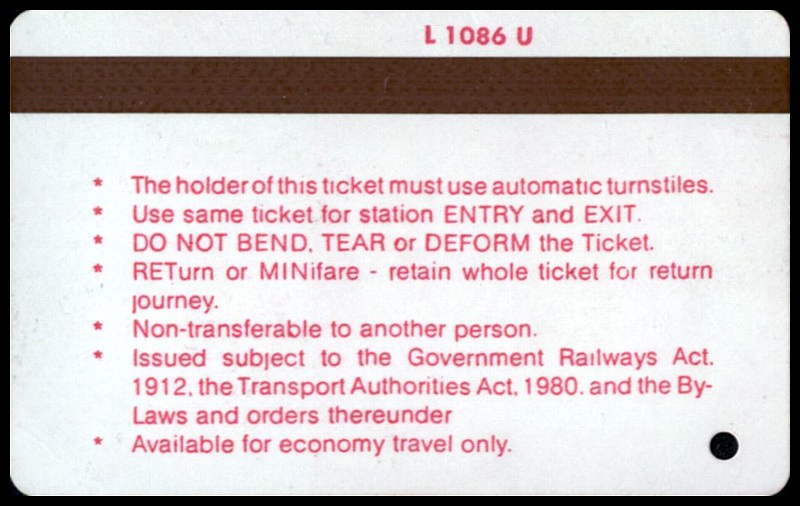 L 1086 U
* The holder of this ticket must use automatic turnstiles.
* Use same ticket for station ENTRY and EXIT.
* DO NOT BEND, TEAR or DEFORM the Ticket.
* RETurn or MINifare - retain whole ticket for return
journey.
* Non-transferable to another person.
* Issued subject to the Government Railways Act.
1912, the Transport Authorities Act, 1980. and the By-
Laws and orders thereunder
* Available for economy travel only.